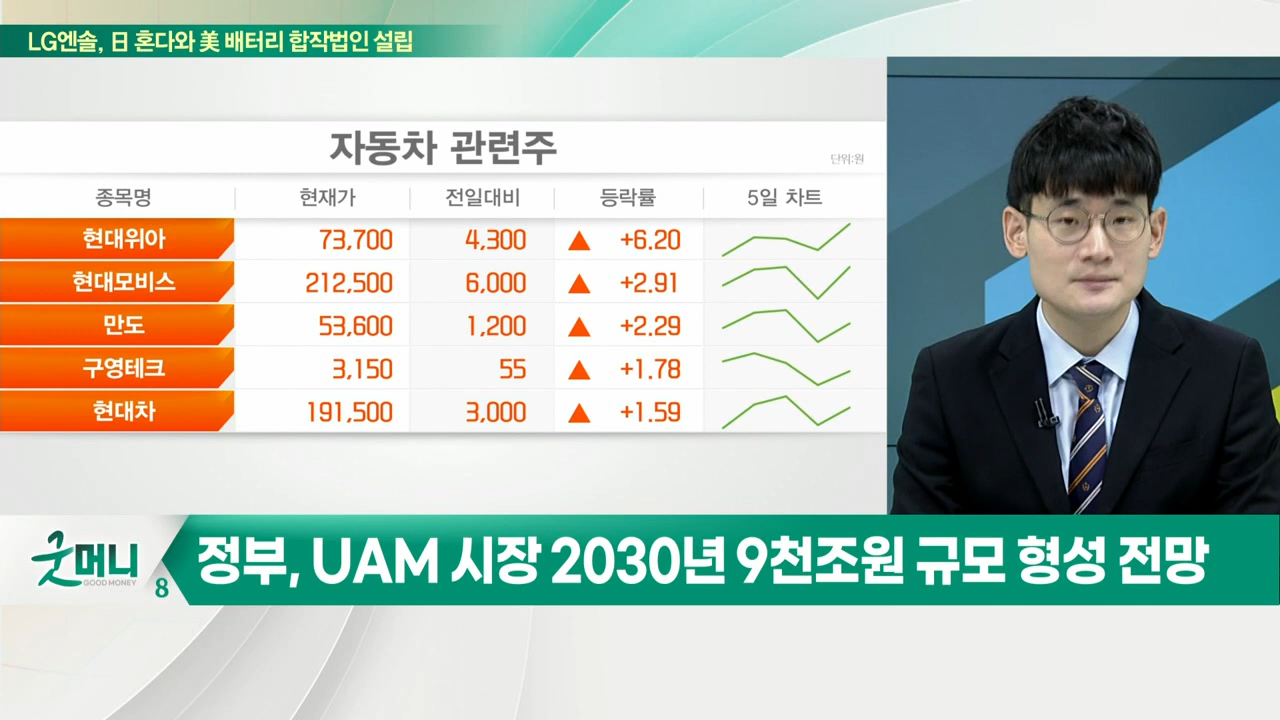 LG엔솔, 日 혼다와 美 배터리 합작법인 설립
자동차 관련주
단위:원
종목명 현재가 전일대비 등락률 5일 차트
현대위아 73,700 4,300 ▲ +6.20
현대모비스 212,500 6,000 ▲ +2.91
만도 53,600 1,200 ▲ +2.29
구영테크 3,150 55 ▲ +1.78
현대차 191,500 3,000 ▲ +1.59
굿머니
GOOD MONEY
8
정부, UAM 시장 2030년 9천조원 규모 형성 전망